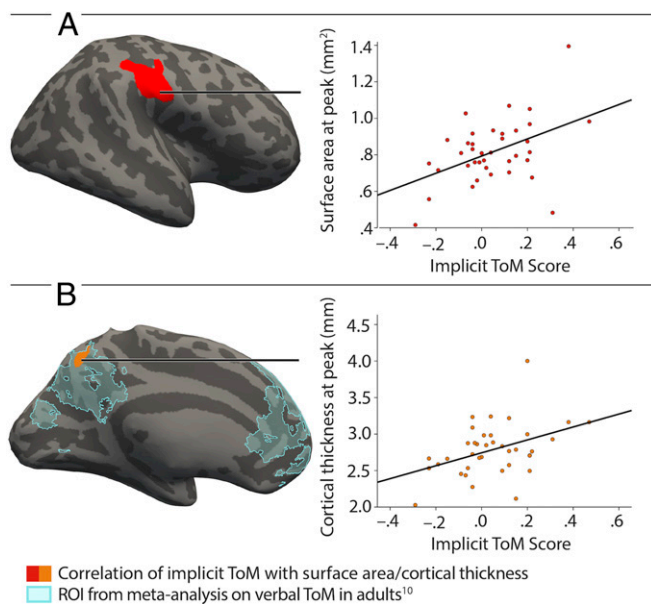 A
Surface area at peak (mm²)
1.4
1.2
1.0
.8
.6
.4
-.4 -.2 .0 .2 .4 .6
Implicit ToM Score
B
Cortical thickness at peak (mm)
4.5
4.0
3.5
3.0
2.5
2.0
-.4 -.2 .0 .2 .4 .6
Implicit ToM Score
Correlation of implicit ToM with surface area/cortical thickness
ROI from meta-analysis on verbal ToM in adults¹⁰